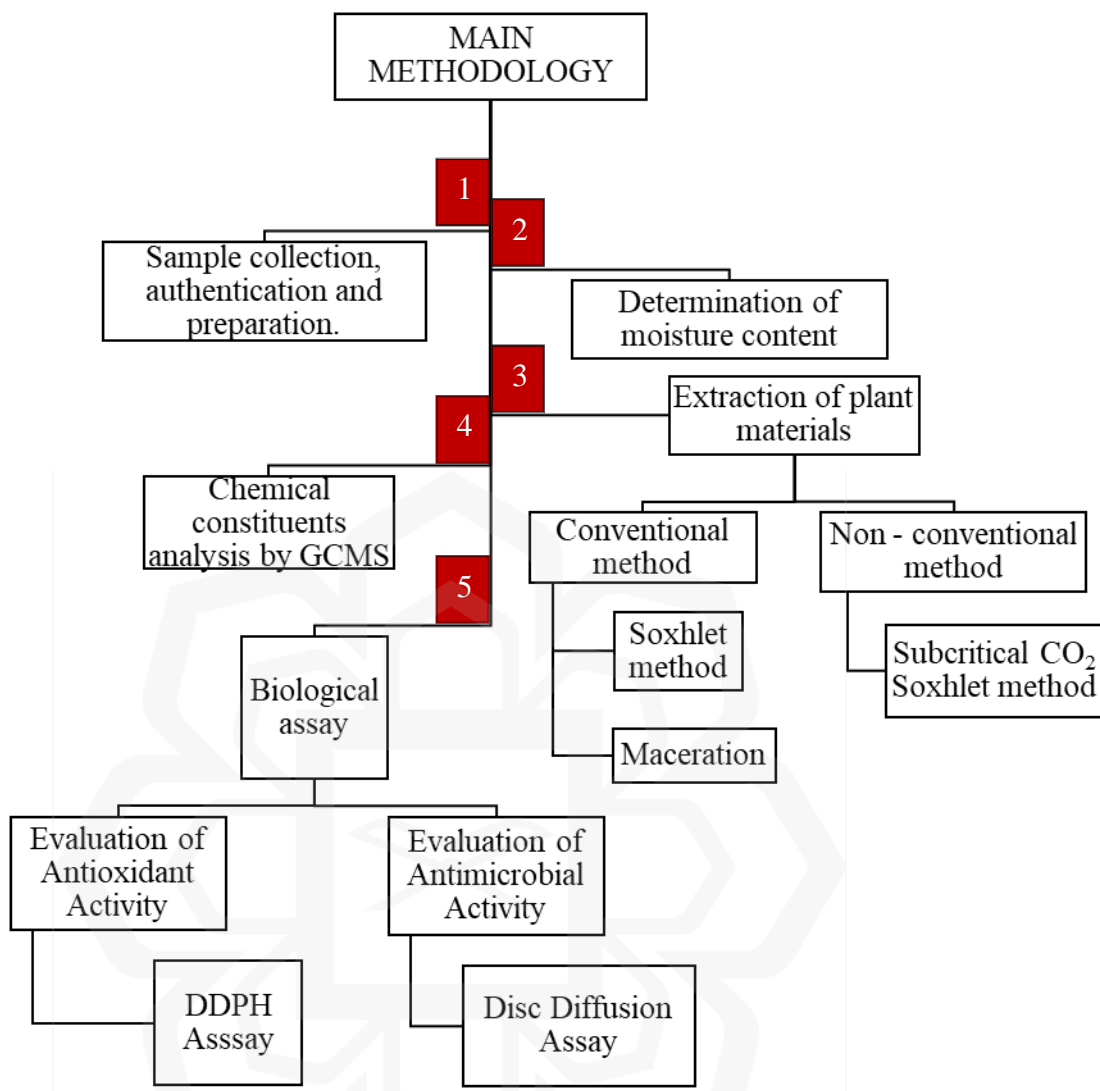 MAIN
METHODOLOGY
1
Sample collection,
authentication and
preparation.
2
Determination of
moisture content
3
Extraction of plant
materials
Conventional
method
Soxhlet
method
Maceration
Non - conventional
method
Subcritical CO₂
Soxhlet method
4
Chemical
constituents
analysis by GCMS
5
Biological
assay
Evaluation of
Antioxidant
Activity
DDPH
Asssay
Evaluation of
Antimicrobial
Activity
Disc Diffusion
Assay